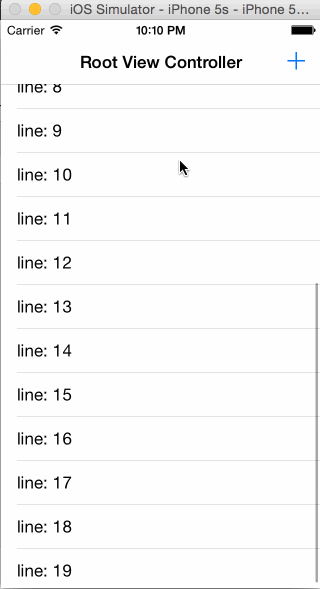 iOS Simulator - iPhone 5s - iPhone 5...
Carrier 10:10 PM
Root View Controller +
line: 8
line: 9
line: 10
line: 11
line: 12
line: 13
line: 14
line: 15
line: 16
line: 17
line: 18
line: 19